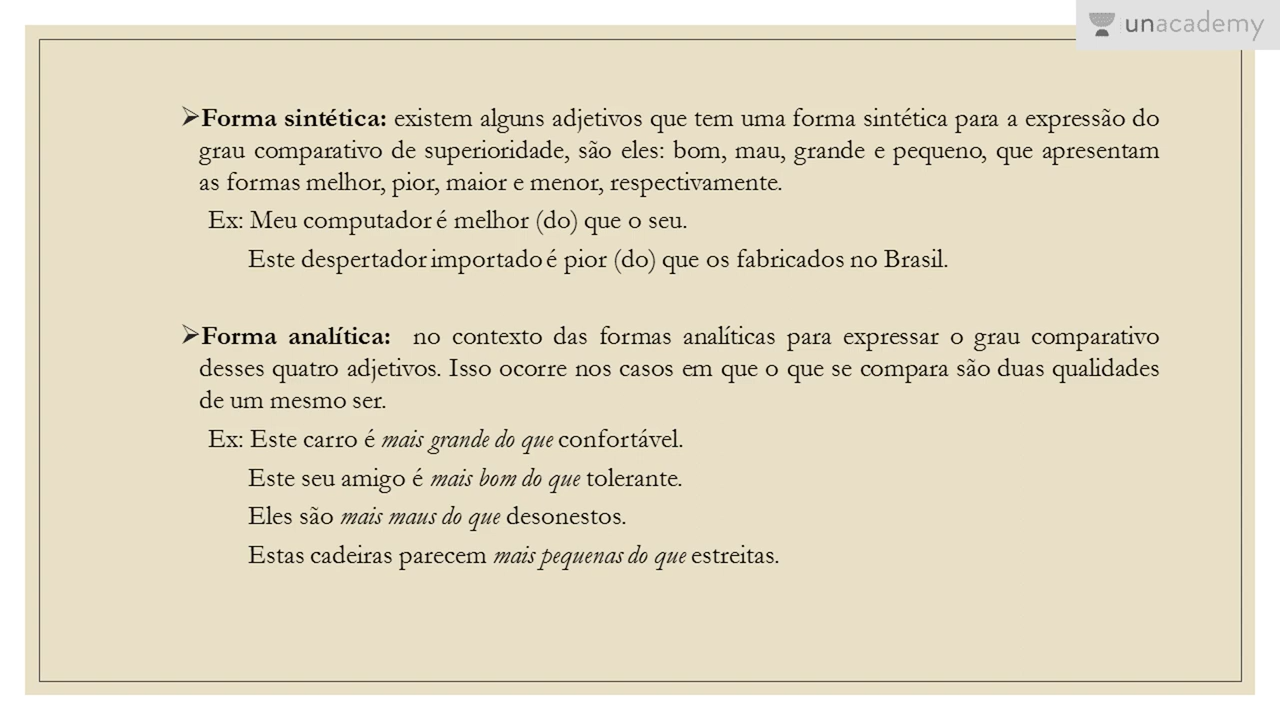 unacademy
➢Forma sintética: existem alguns adjetivos que tem uma forma sintética para a expressão do
grau comparativo de superioridade, são eles: bom, mau, grande e pequeno, que apresentam
as formas melhor, pior, maior e menor, respectivamente.
Ex: Meu computador é melhor (do) que o seu.
Este despertador importado é pior (do) que os fabricados no Brasil.
➢Forma analítica: no contexto das formas analíticas para expressar o grau comparativo
desses quatro adjetivos. Isso ocorre nos casos em que o que se compara são duas qualidades
de um mesmo ser.
Ex: Este carro é mais grande do que confortável.
Este seu amigo é mais bom do que tolerante.
Eles são mais maus do que desonestos.
Estas cadeiras parecem mais pequenas do que estreitas.